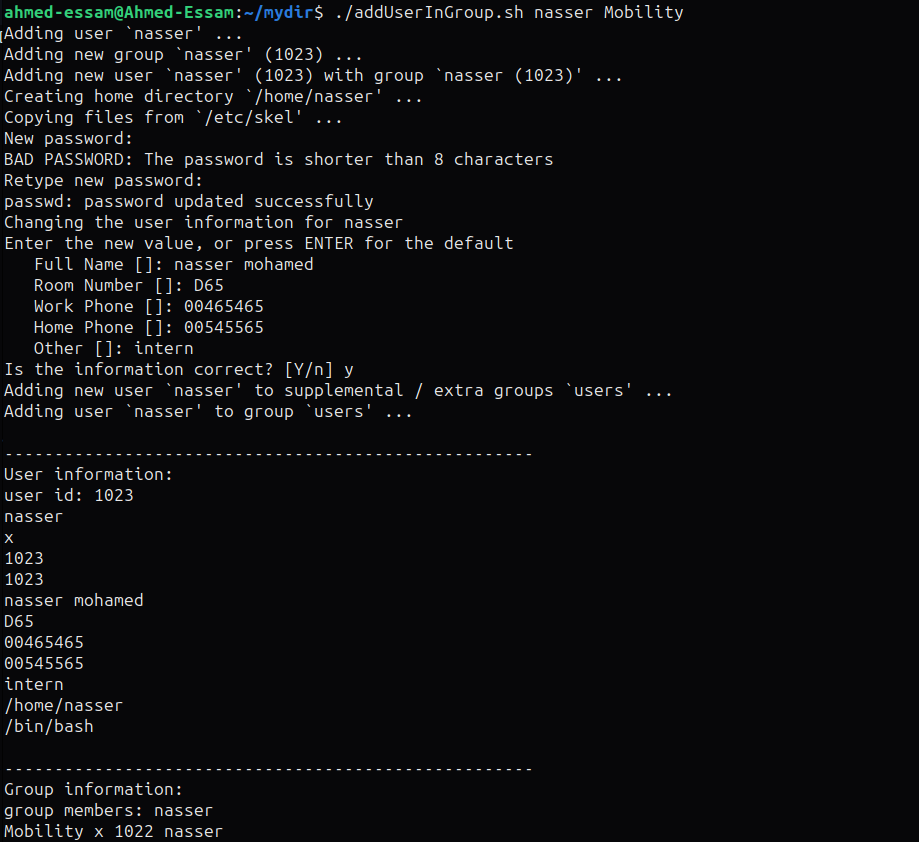 ahmed-essam@Ahmed-Essam:~/mydir$ ./addUserInGroup.sh nasser Mobility
Adding user `nasser' ...
Adding new group `nasser' (1023) ...
Adding new user `nasser' (1023) with group `nasser (1023)' ...
Creating home directory `/home/nasser' ...
Copying files from `/etc/skel' ...
New password:
BAD PASSWORD: The password is shorter than 8 characters
Retype new password:
passwd: password updated successfully
Changing the user information for nasser
Enter the new value, or press ENTER for the default
Full Name []: nasser mohamed
Room Number []: D65
Work Phone []: 00465465
Home Phone []: 00545565
Other []: intern
Is the information correct? [Y/n] y
Adding new user `nasser' to supplemental / extra groups `users' ...
Adding user `nasser' to group `users' ...
-----------------------------------------------------
User information:
user id: 1023
nasser
x
1023
1023
nasser mohamed
D65
00465465
00545565
intern
/home/nasser
/bin/bash
-----------------------------------------------------
Group information:
group members: nasser
Mobility x 1022 nasser